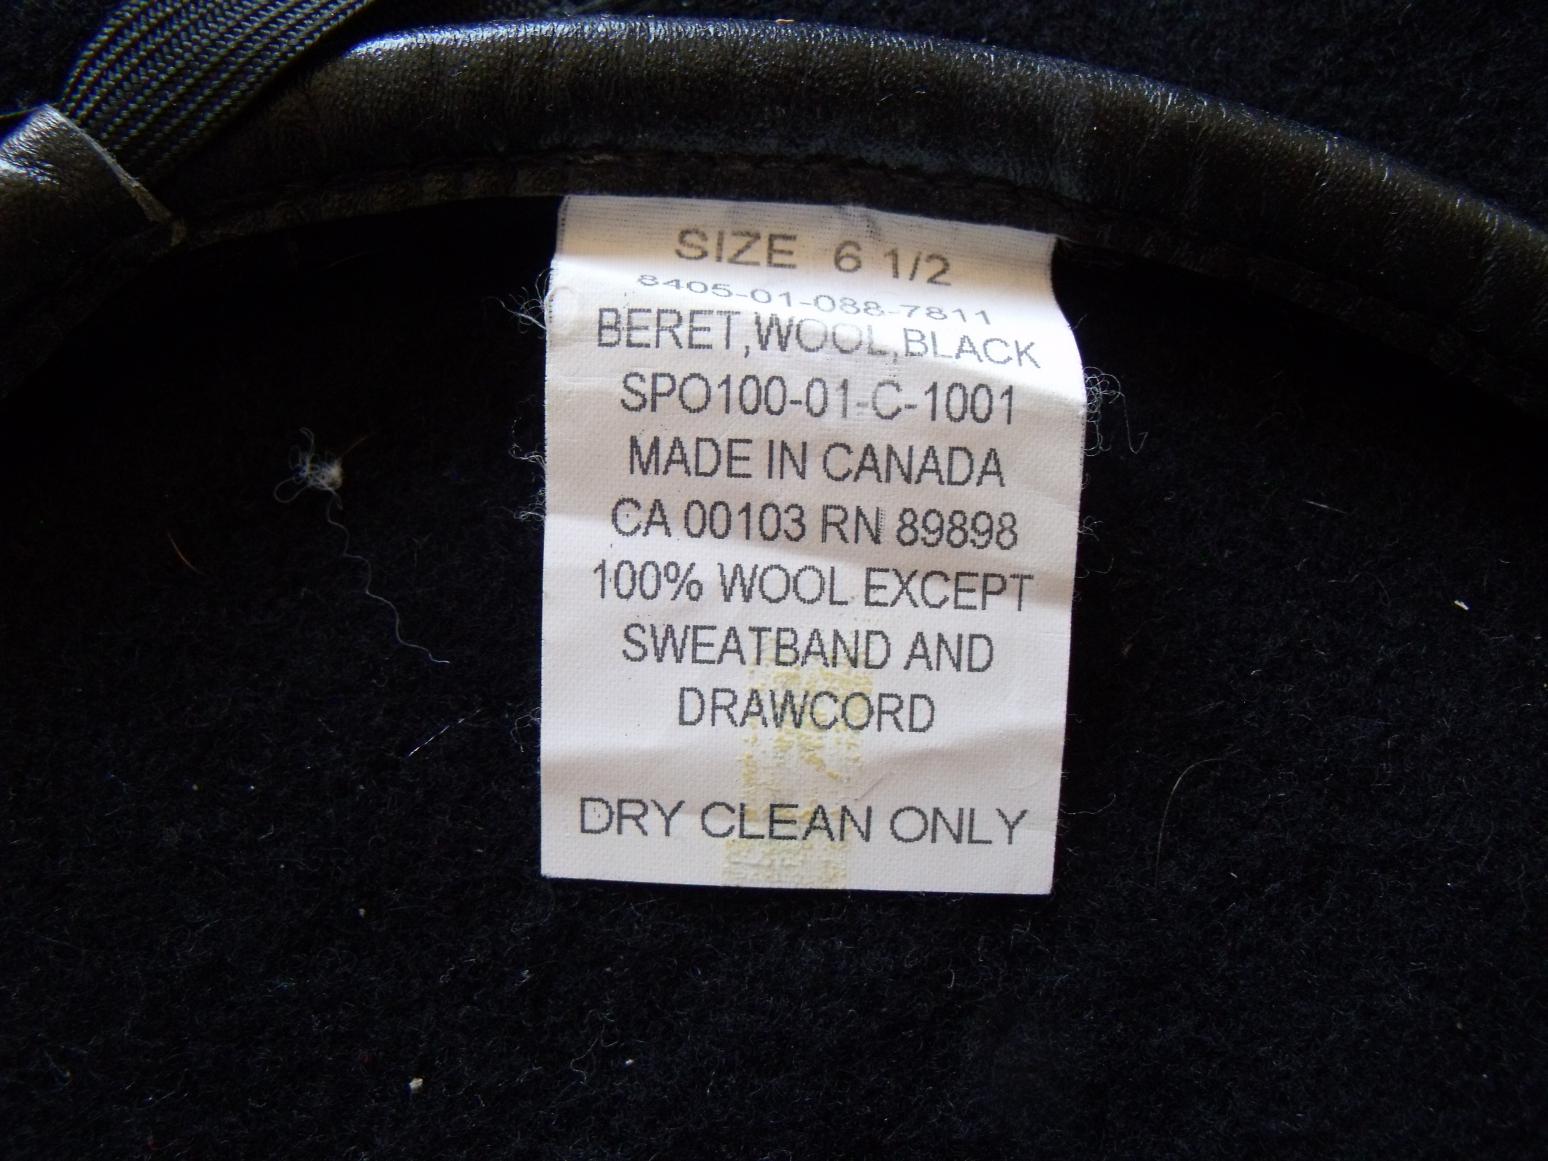 SIZE 6 1/2
8405-01-088-7811
BERET,WOOL,BLACK
SPO100-01-C-1001
MADE IN CANADA
CA 00103 RN 89898
100% WOOL EXCEPT
SWEATBAND AND
DRAWCORD
DRY CLEAN ONLY